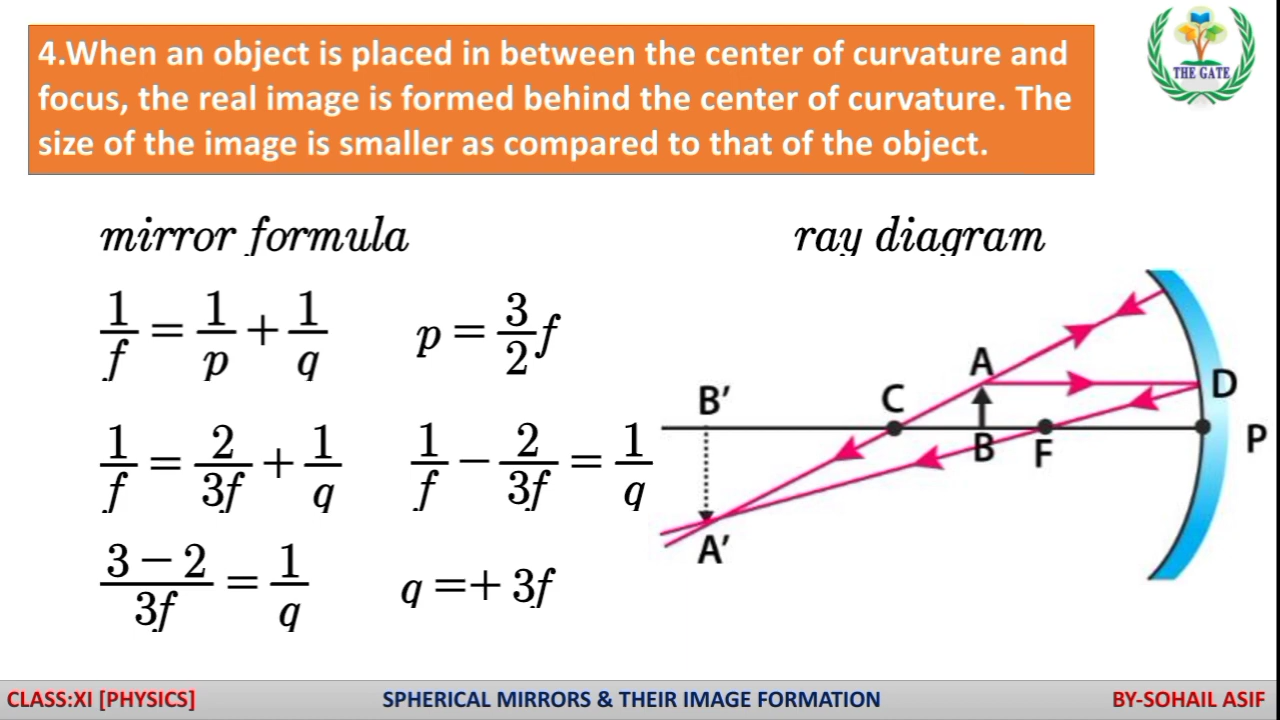 4.When an object is placed in between the center of curvature and
focus, the real image is formed behind the center of curvature. The
size of the image is smaller as compared to that of the object.
THE GATE
mirror formula
ray diagram
1/f = 1/p + 1/q
p = 3/2 f
1/f = 2/3f + 1/q
1/f − 2/3f = 1/q
3 − 2/3f = 1/q
q =+ 3f
A
D
B′
C
P
B
F
A′
CLASS:XI [PHYSICS]
SPHERICAL MIRRORS & THEIR IMAGE FORMATION
BY-SOHAIL ASIF